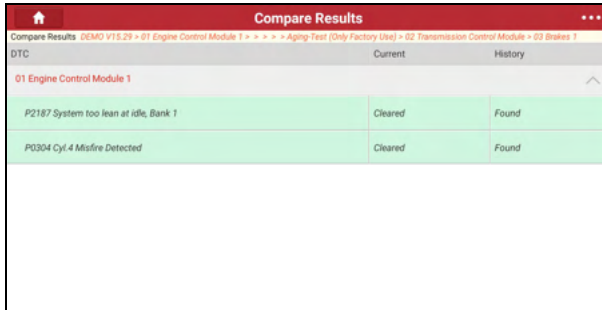 Compare Results
Compare Results DEMO V15.29 > 01 Engine Control Module 1 > > > > > Aging-Test (Only Factory Use) > 02 Transmission Control Module > 03 Brakes 1
DTC Current History
01 Engine Control Module 1
P2187 System too lean at idle, Bank 1 Cleared Found
P0304 Cyl.4 Misfire Detected Cleared Found